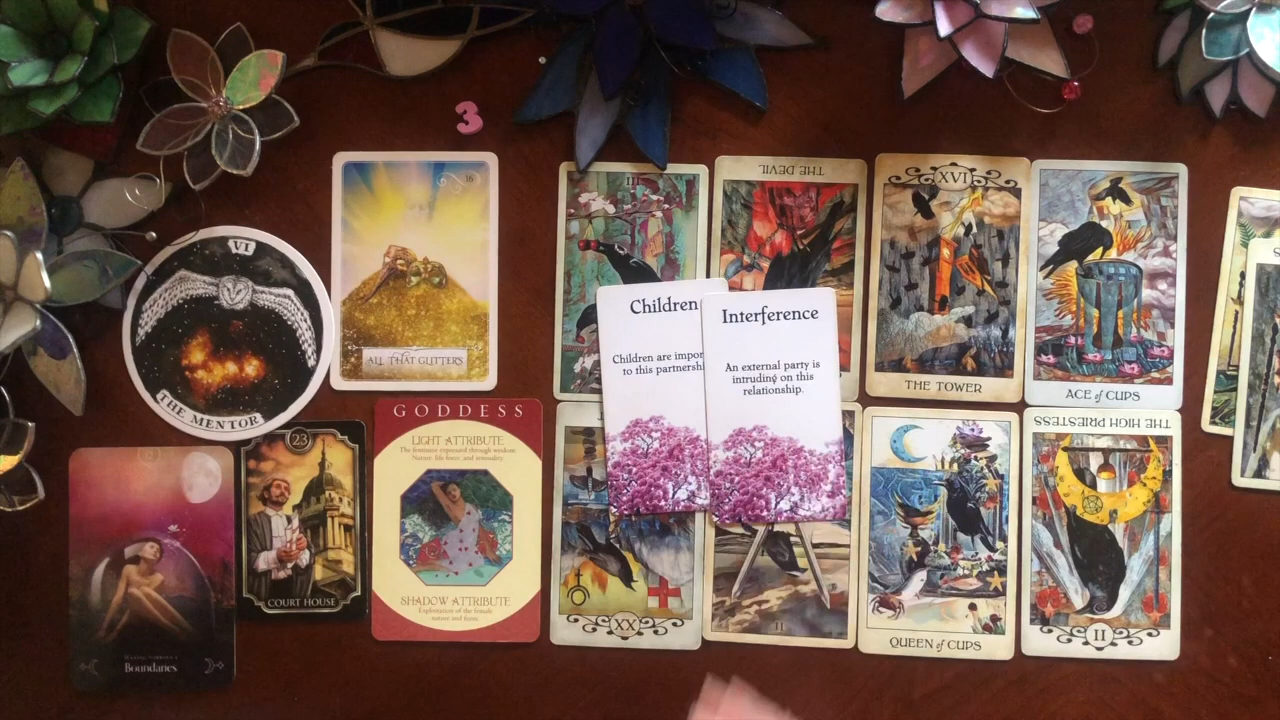 3
VI
THE MENTOR
16
ALL THAT GLITTERS
Boundaries
23
COURT HOUSE
GODDESS
LIGHT ATTRIBUTE
The feminine expressed through wisdom
Nature, life force and sensuality.
SHADOW ATTRIBUTE
Exploitation of the female
nature and form.
III
THE DEVIL
XVI
THE TOWER
ACE of CUPS
Children
Children are impor
to this partnersh
Interference
An external party is
intruding on this
relationship.
XX
II
QUEEN of CUPS
THE HIGH PRIESTESS
II